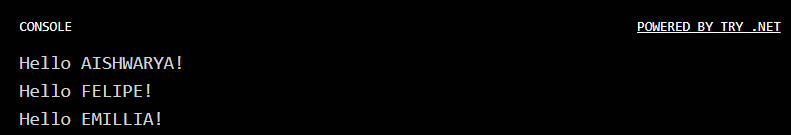 CONSOLE
POWERED BY TRY .NET
Hello AISHWARYA!
Hello FELIPE!
Hello EMILLIA!